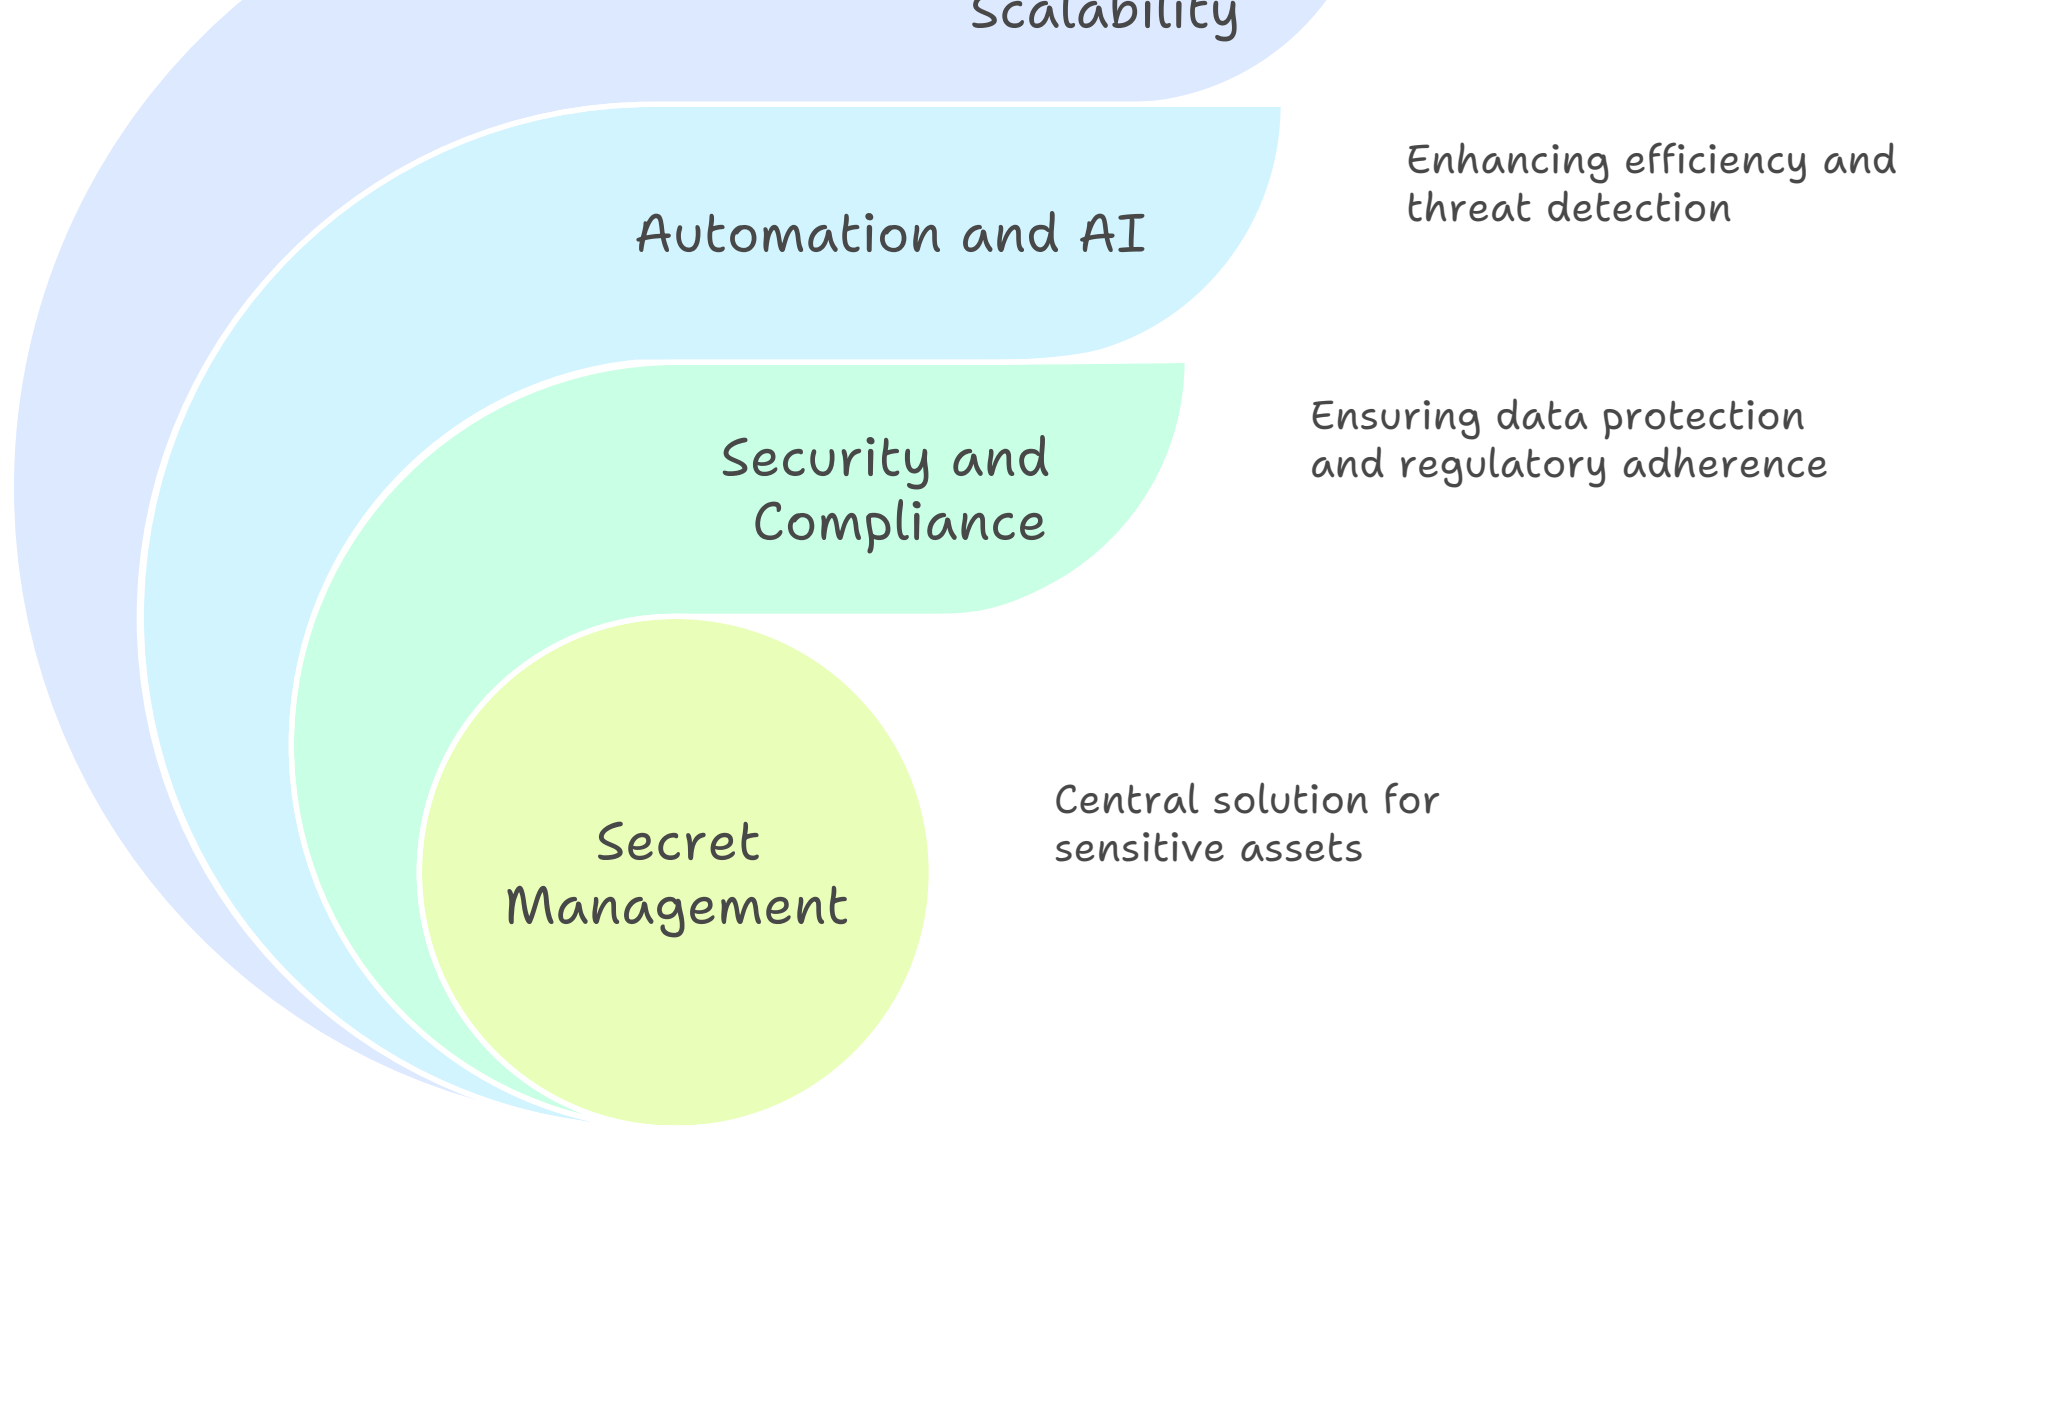 Scalability
Automation and AI
Enhancing efficiency and
threat detection
Security and
Compliance
Ensuring data protection
and regulatory adherence
Secret
Management
Central solution for
sensitive assets